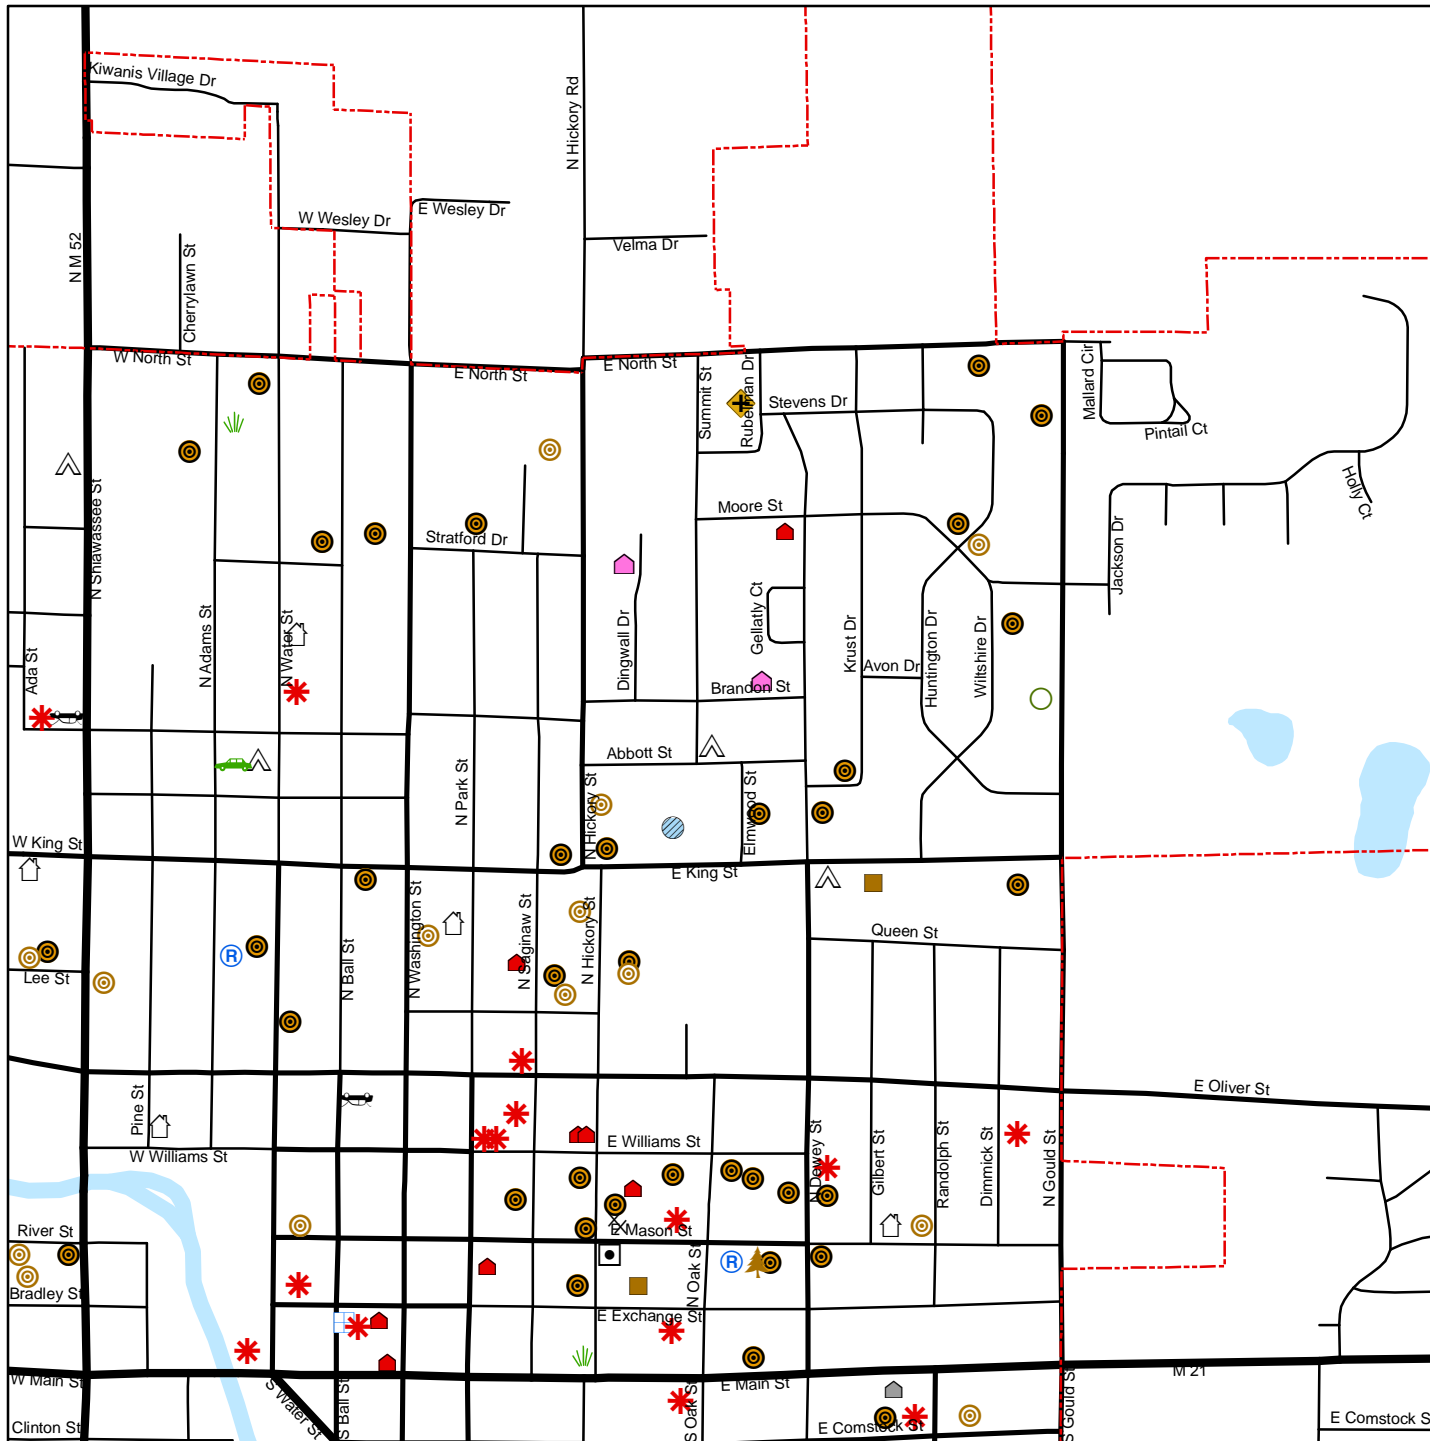 Kiwanis Village Dr
N Hickory Rd
E Wesley Dr
W Wesley Dr
Velma Dr
N M 52
Cherrylawn St
W North St
E North St
E North St
Summit St
Rubelman Dr
Stevens Dr
Mallard Cir
Pintail Ct
Holly Ct
N Shiawassee St
Moore St
Stratford Dr
Jackson Dr
Ada St
N Adams St
N Water St
Dingwall Dr
Gellatly Ct
Krust Dr
Avon Dr
Huntington Dr
Wiltshire Dr
Brandon St
Abbott St
N Park St
N Hickory St
Elmwood St
W King St
E King St
Queen St
N Ball St
N Washington St
N Saginaw St
N Hickory St
R
Lee St
E Oliver St
Pine St
W Williams St
E Williams St
N Dewey St
Gilbert St
Randolph St
Dimmick St
N Gould St
River St
E Mason St
R
N Oak St
Bradley St
E Exchange St
W Main St
E Main St
M 21
S Water St
S Ball St
S Oak St
S Gould St
Clinton St
E Comstock St
E Comstock S